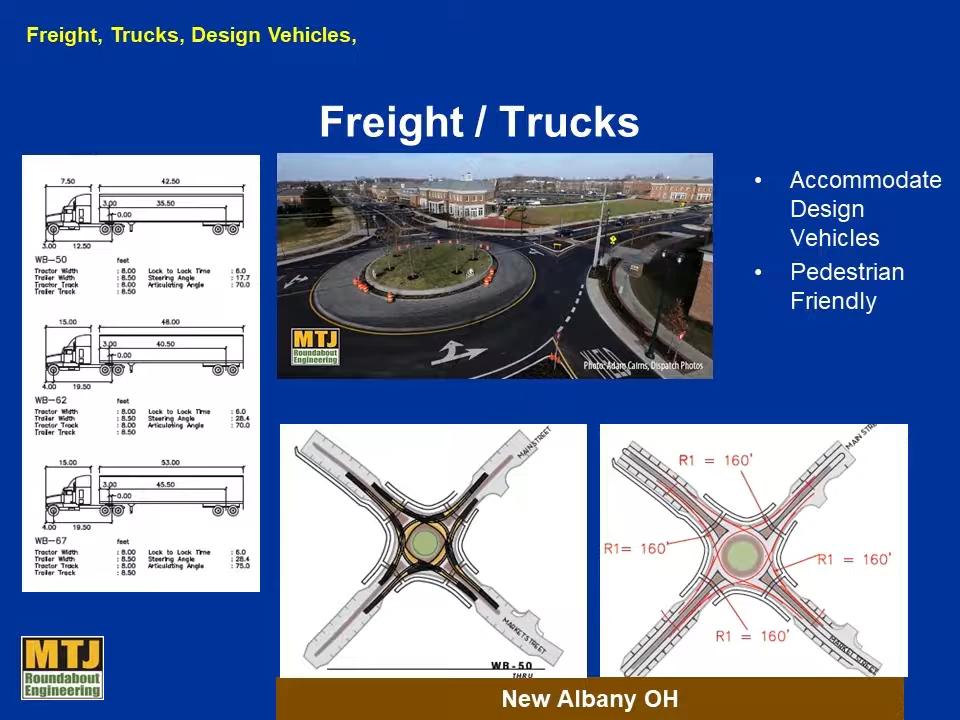 Freight, Trucks, Design Vehicles,
Freight / Trucks
7.50 42.50
3.00 35.50
0.00
3.00 12.50
WB-50 feet
Tractor Width : 8.00 Lock to Lock Time : 6.0
Trailer Width : 8.50 Steering Angle : 17.7
Tractor Track : 8.00 Articulating Angle : 70.0
Trailer Track : 8.50
15.00 48.00
3.00 40.50
0.00
4.00 19.50
WB-62 feet
Tractor Width : 8.00 Lock to Lock Time : 6.0
Trailer Width : 8.50 Steering Angle : 28.4
Tractor Track : 8.00 Articulating Angle : 70.0
Trailer Track : 8.50
15.00 53.00
3.00 45.50
0.00
4.00 19.50
WB-67 feet
Tractor Width : 8.00 Lock to Lock Time : 6.0
Trailer Width : 8.50 Steering Angle : 28.4
Tractor Track : 8.00 Articulating Angle : 75.0
Trailer Track : 8.50
MTJ
Roundabout
Engineering
Photo: Adam Cairns, Dispatch Photos
• Accommodate
Design
Vehicles
• Pedestrian
Friendly
MAIN STREET
MARKET STREET
WB-50
THRU
MAIN STRE
R1 = 160'
R1= 160'
R1 = 160'
R1 = 160'
MARKET STREET
MTJ
Roundabout
Engineering
New Albany OH